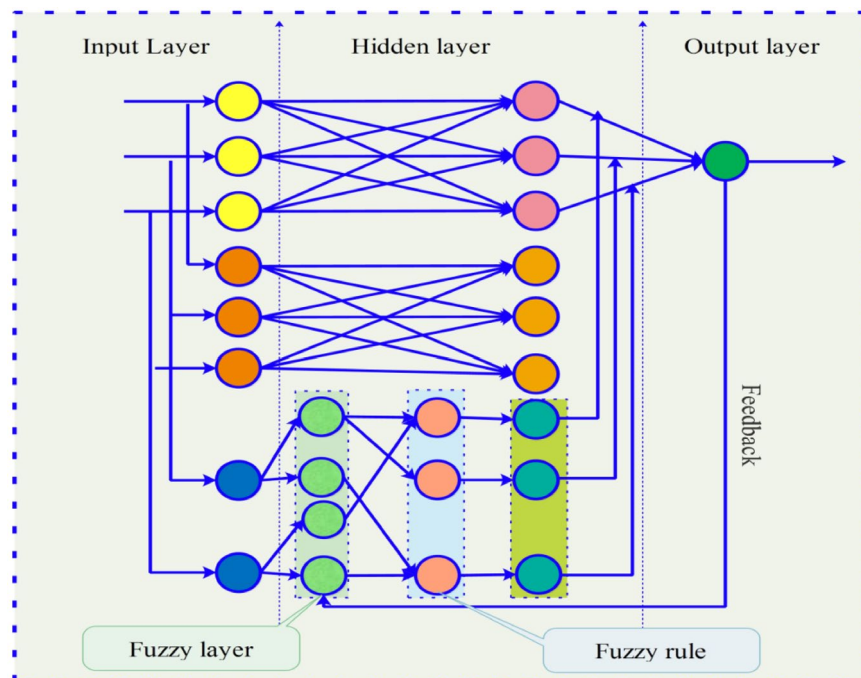 Input Layer
Hidden layer
Output layer
Feedback
Fuzzy layer
Fuzzy rule